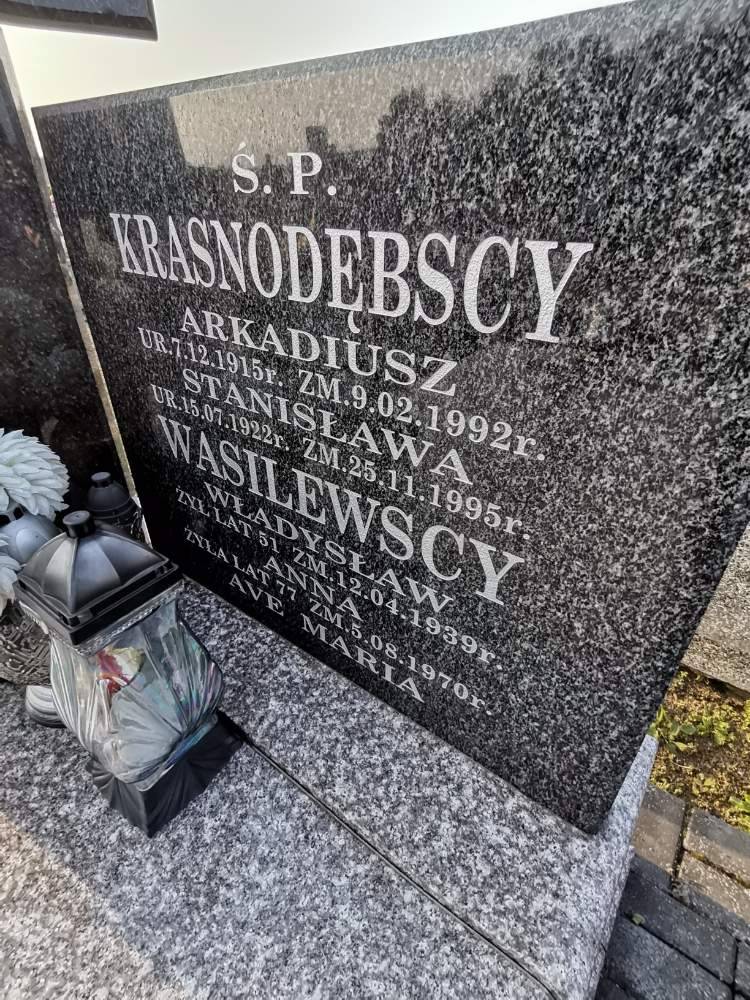 Ś. P.
KRASNODĘBSCY
ARKADIUSZ
UR.7.12.1915r. ZM.9.02.1992r.
STANISŁAWA
UR.15.07.1922r. ZM.25.11.1995r.
WASILEWSCY
WŁADYSŁAW
ŻYŁ LAT 51 ZM.12.04.1939r.
ANNA
ŻYŁA LAT 77 ZM.5.08.1970r.
AVE MARIA